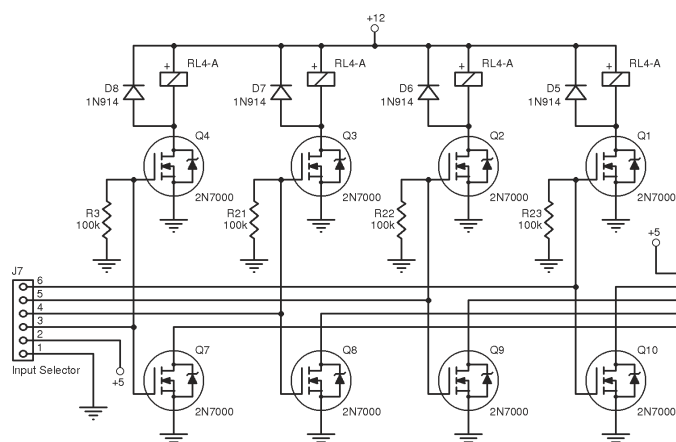 +12
+ RL4-A + RL4-A + RL4-A + RL4-A
D8 D7 D6 D5
1N914 1N914 1N914 1N914
Q4 Q3 Q2 Q1
2N7000 2N7000 2N7000 2N7000
R3 R21 R22 R23
100k 100k 100k 100k
+5
J7
6
5
4
3
2
1
Input Selector
+5
Q7 Q8 Q9 Q10
2N7000 2N7000 2N7000 2N7000